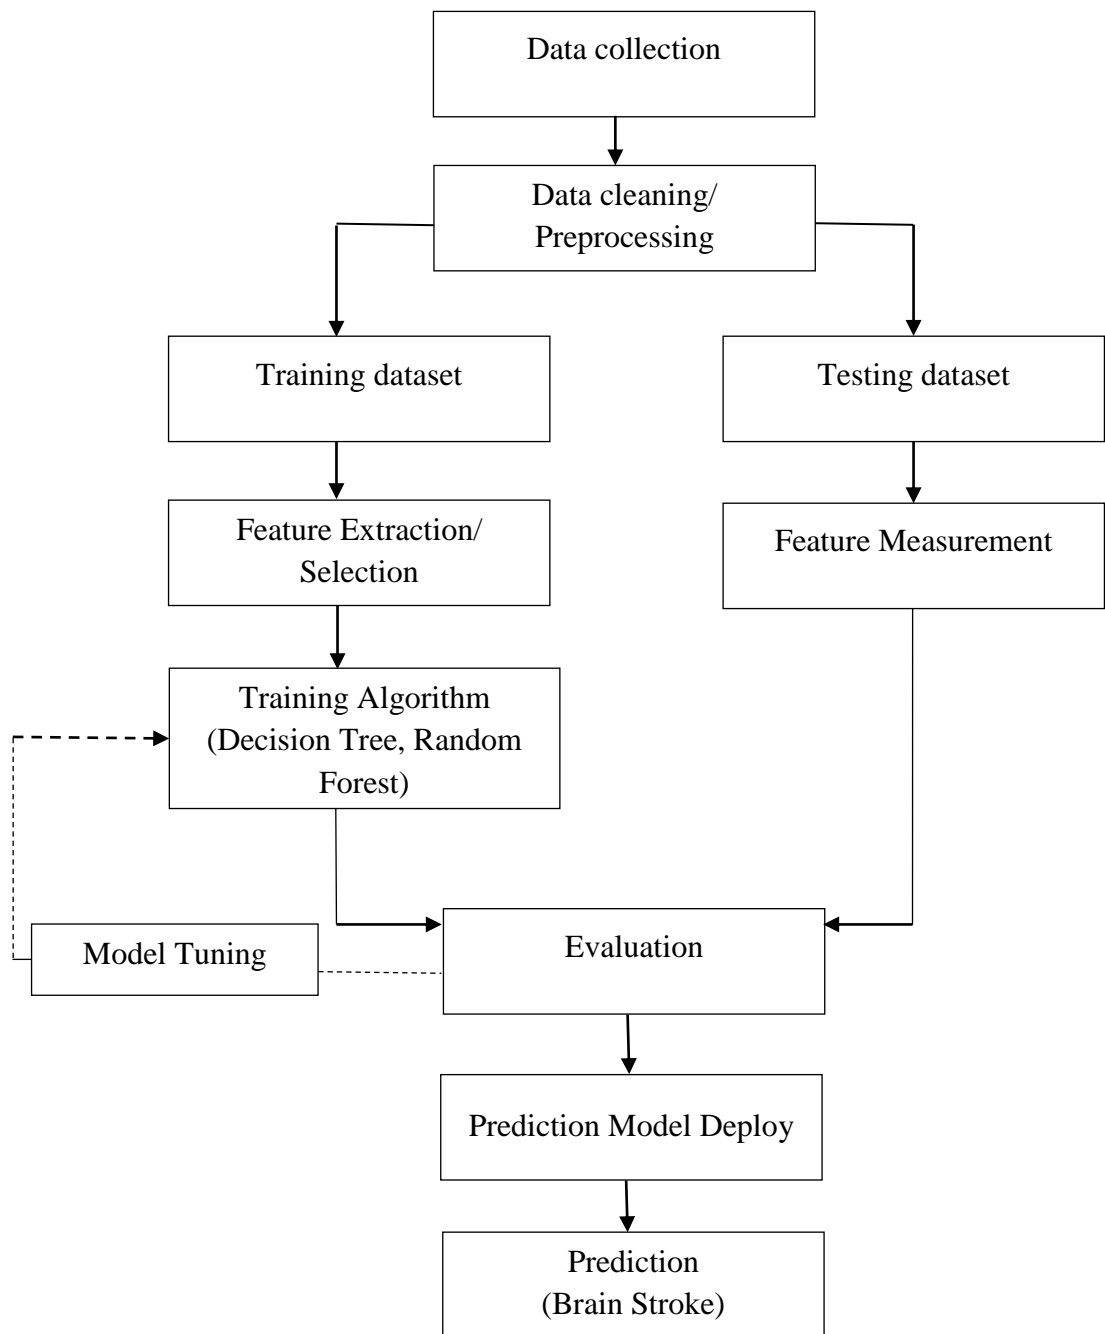 Data collection
Data cleaning/
Preprocessing
Training dataset
Testing dataset
Feature Extraction/
Selection
Feature Measurement
Training Algorithm
(Decision Tree, Random
Forest)
Model Tuning
Evaluation
Prediction Model Deploy
Prediction
(Brain Stroke)